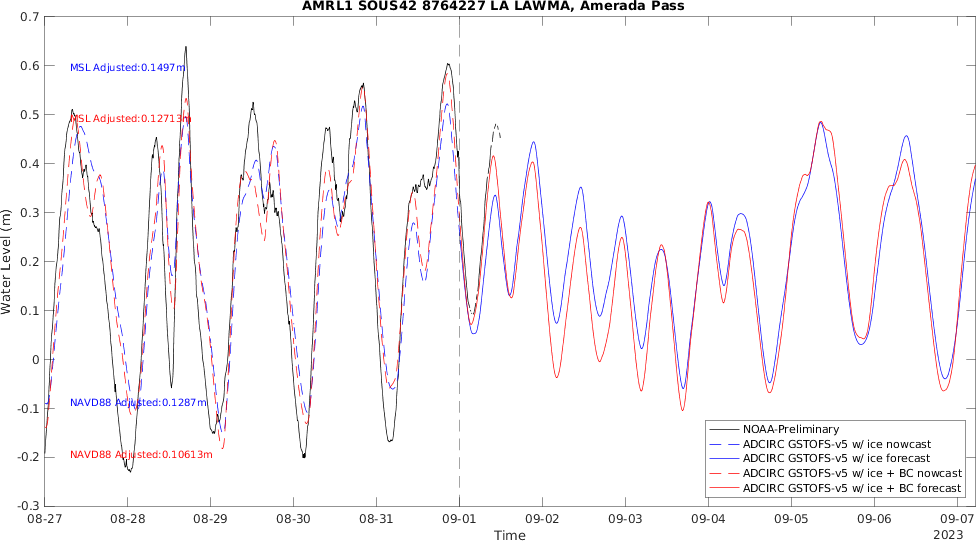 AMRL1 SOUS42 8764227 LA LAWMA, Amerada Pass
0.7
0.6
0.5
0.4
0.3
0.2
0.1
0
-0.1
-0.2
-0.3
Water Level (m)
MSL Adjusted:0.1497m
MSL Adjusted:0.12713m
NAVD88 Adjusted:0.1287m
NAVD88 Adjusted:0.10613m
NOAA-Preliminary
ADCIRC GSTOFS-v5 w/ ice nowcast
ADCIRC GSTOFS-v5 w/ ice forecast
ADCIRC GSTOFS-v5 w/ ice + BC nowcast
ADCIRC GSTOFS-v5 w/ ice + BC forecast
08-27 08-28 08-29 08-30 08-31 09-01 09-02 09-03 09-04 09-05 09-06 09-07
Time
2023